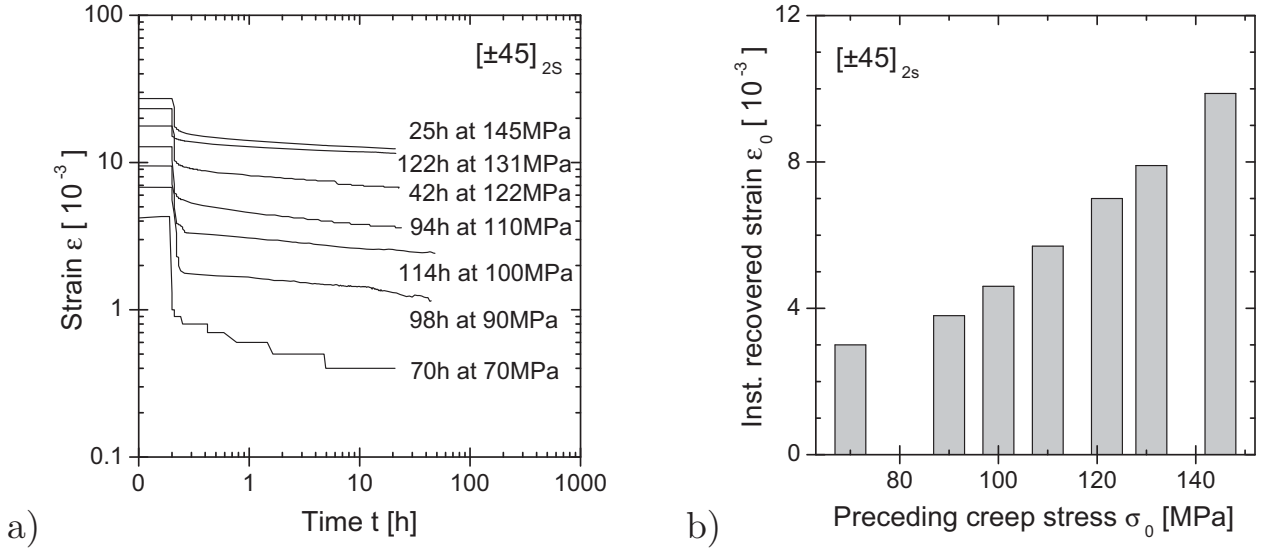 100
10
1
0.1
Strain ε [ 10⁻³ ]
[±45]₂S
25h at 145MPa
122h at 131MPa
42h at 122MPa
94h at 110MPa
114h at 100MPa
98h at 90MPa
70h at 70MPa
0 1 10 100 1000
Time t [h]
a)
12
8
4
0
Inst. recovered strain ε₀ [ 10⁻³ ]
[±45]₂s
80 100 120 140
Preceding creep stress σ₀ [MPa]
b)